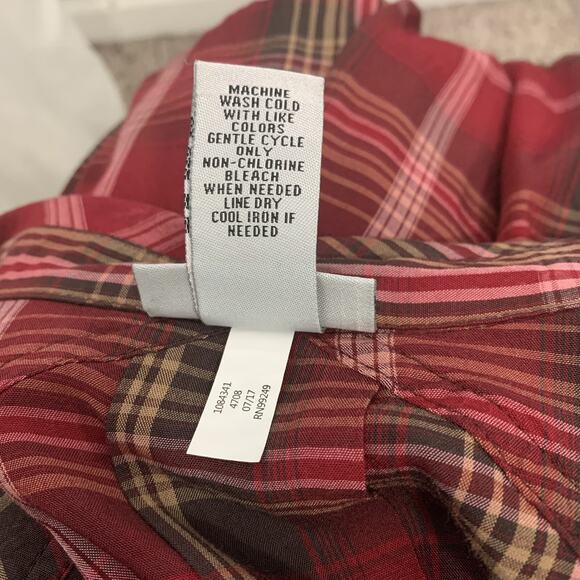 MACHINE
WASH COLD
WITH LIKE
COLORS
GENTLE CYCLE
ONLY
NON-CHLORINE
BLEACH
WHEN NEEDED
LINE DRY
COOL IRON IF
NEEDED
1084341
4708
07/17
RN99249